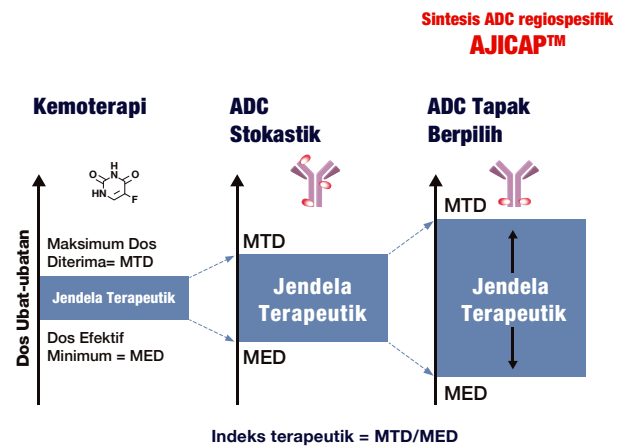 Sintesis ADC regiospesifik
AJICAP™
Kemoterapi
ADC
Stokastik
ADC Tapak
Berpilih
H
O
N
O
HN
F
Dos Ubat-ubatan
Maksimum Dos
Diterima= MTD
Jendela Terapeutik
Dos Efektif
Minimum = MED
MTD
Jendela
Terapeutik
MED
MTD
Jendela
Terapeutik
MED
Indeks terapeutik = MTD/MED